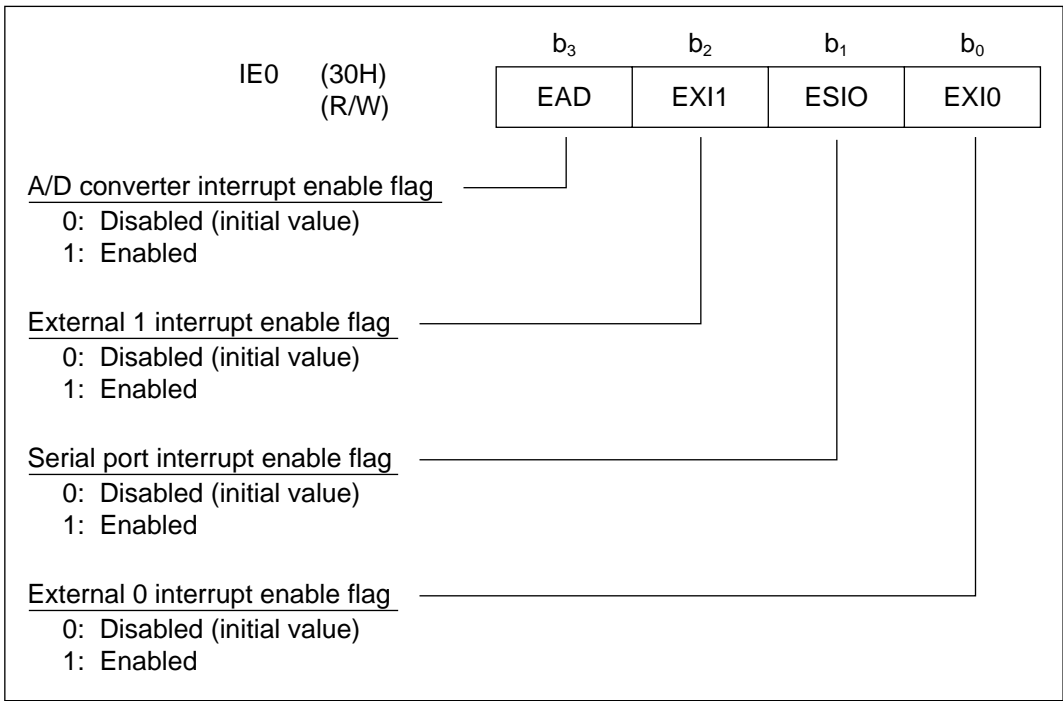 b3 b2 b1 b0
IE0 (30H)
(R/W)
EAD EXI1 ESIO EXI0
A/D converter interrupt enable flag
0: Disabled (initial value)
1: Enabled
External 1 interrupt enable flag
0: Disabled (initial value)
1: Enabled
Serial port interrupt enable flag
0: Disabled (initial value)
1: Enabled
External 0 interrupt enable flag
0: Disabled (initial value)
1: Enabled